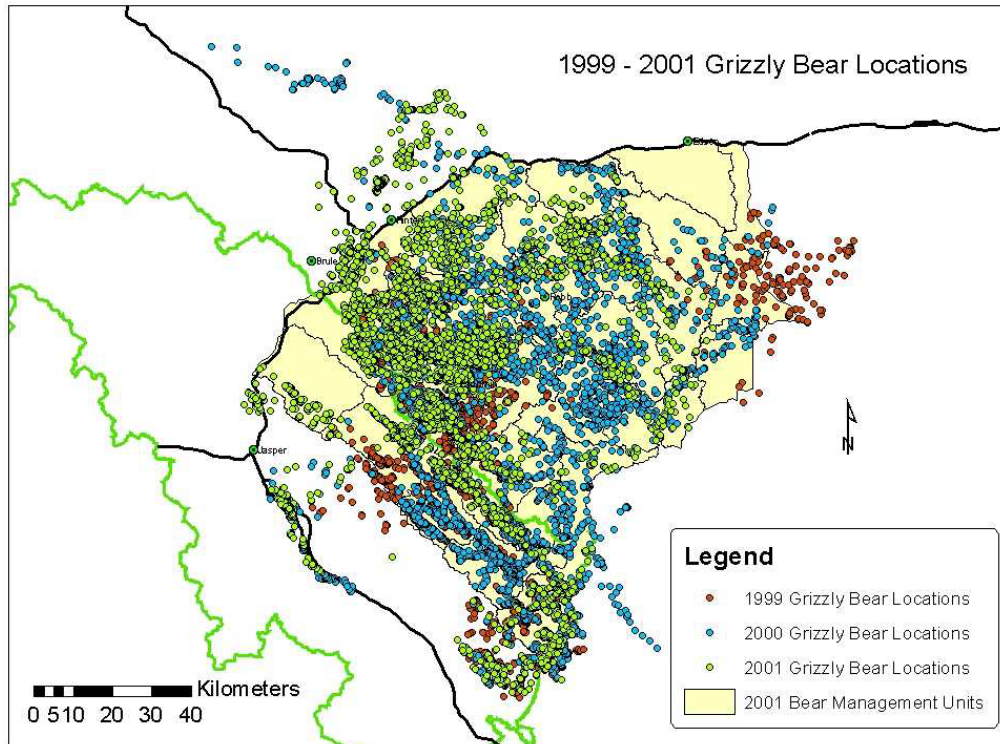 1999 - 2001 Grizzly Bear Locations
Brule
Jasper
N
Legend
1999 Grizzly Bear Locations
2000 Grizzly Bear Locations
2001 Grizzly Bear Locations
2001 Bear Management Units
Kilometers
0 5 10 20 30 40